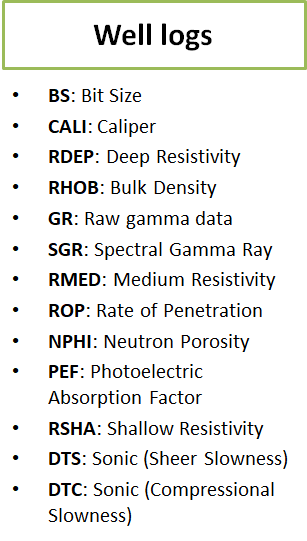 Well logs
• BS: Bit Size
• CALI: Caliper
• RDEP: Deep Resistivity
• RHOB: Bulk Density
• GR: Raw gamma data
• SGR: Spectral Gamma Ray
• RMED: Medium Resistivity
• ROP: Rate of Penetration
• NPHI: Neutron Porosity
• PEF: Photoelectric
Absorption Factor
• RSHA: Shallow Resistivity
• DTS: Sonic (Sheer Slowness)
• DTC: Sonic (Compressional
Slowness)